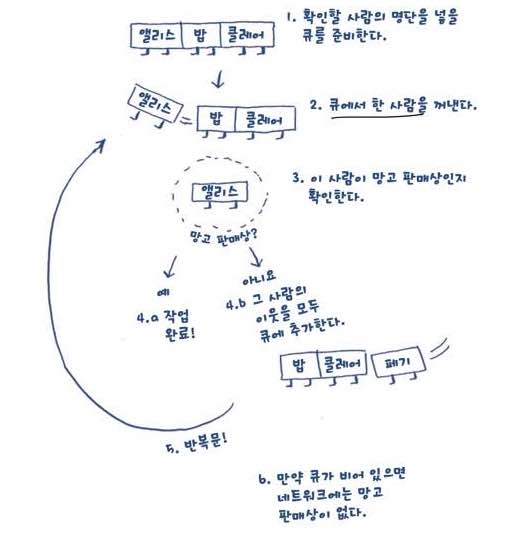 앨리스 밥 클레어
1. 확인할 사람의 명단을 넣을
큐를 준비한다.
앨리스 = 밥 클레어
2. 큐에서 한 사람을 꺼낸다.
앨리스
3. 이 사람이 망고 판매상인지
확인한다.
망고 판매상?
예
4.a 작업
완료!
아니요
4.b 그 사람의
이웃을 모두
큐에 추가한다.
밥 클레어 페기
5. 반복문!
6. 만약 큐가 비어 있으면
네트워크에는 망고
판매상이 없다.